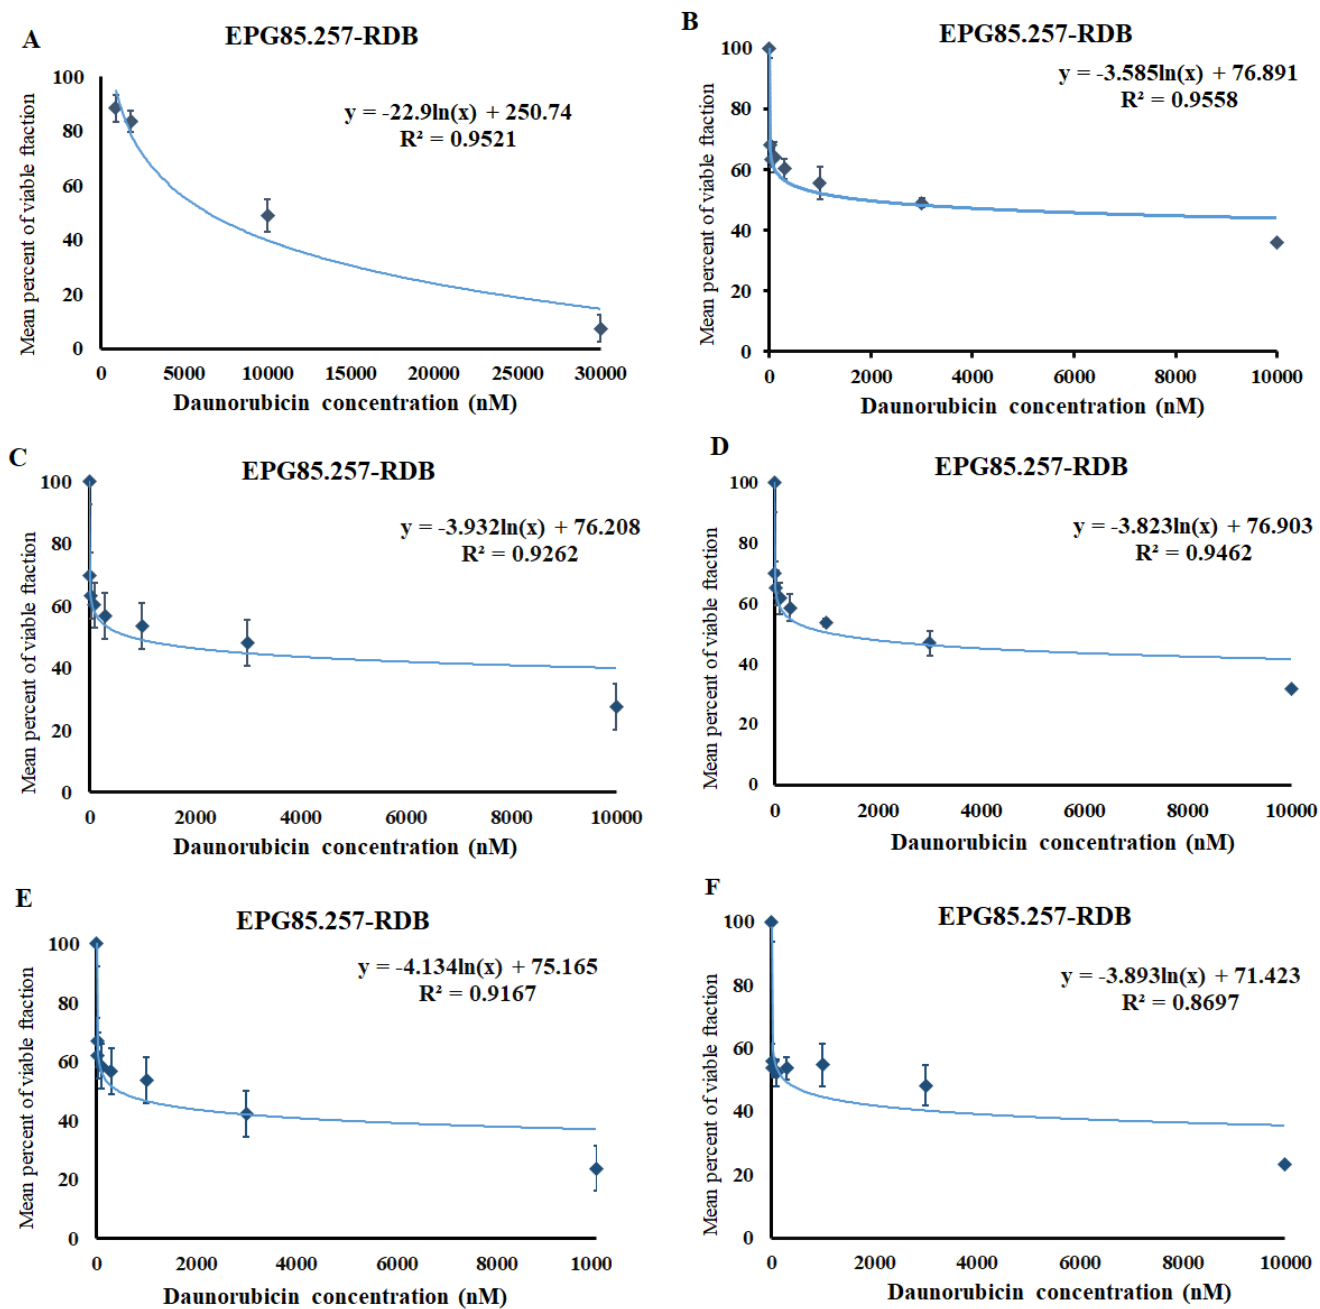 A
EPG85.257-RDB
y = -22.9ln(x) + 250.74
R² = 0.9521
Mean percent of viable ftaction
100
80
60
40
20
0
0 5000 10000 15000 20000 25000 30000
Daunorubicin concentration (nM)
B
EPG85.257-RDB
y = -3.585ln(x) + 76.891
R² = 0.9558
Mean percent of viable ftaction
100
80
60
40
20
0
0 2000 4000 6000 8000 10000
Daunorubicin concentration (nM)
C
EPG85.257-RDB
y = -3.932ln(x) + 76.208
R² = 0.9262
Mean percent of viable ftaction
100
80
60
40
20
0
0 2000 4000 6000 8000 10000
Daunorubicin concentration (nM)
D
EPG85.257-RDB
y = -3.823ln(x) + 76.903
R² = 0.9462
Mean percent of viable ftaction
100
80
60
40
20
0
0 2000 4000 6000 8000 10000
Daunorubicin concentration (nM)
E
EPG85.257-RDB
y = -4.134ln(x) + 75.165
R² = 0.9167
Mean percent of viable ftaction
100
80
60
40
20
0
0 2000 4000 6000 8000 10000
Daunorubicin concentration (nM)
F
EPG85.257-RDB
y = -3.893ln(x) + 71.423
R² = 0.8697
Mean percent of viable ftaction
100
80
60
40
20
0
0 2000 4000 6000 8000 10000
Daunorubicin concentration (nM)